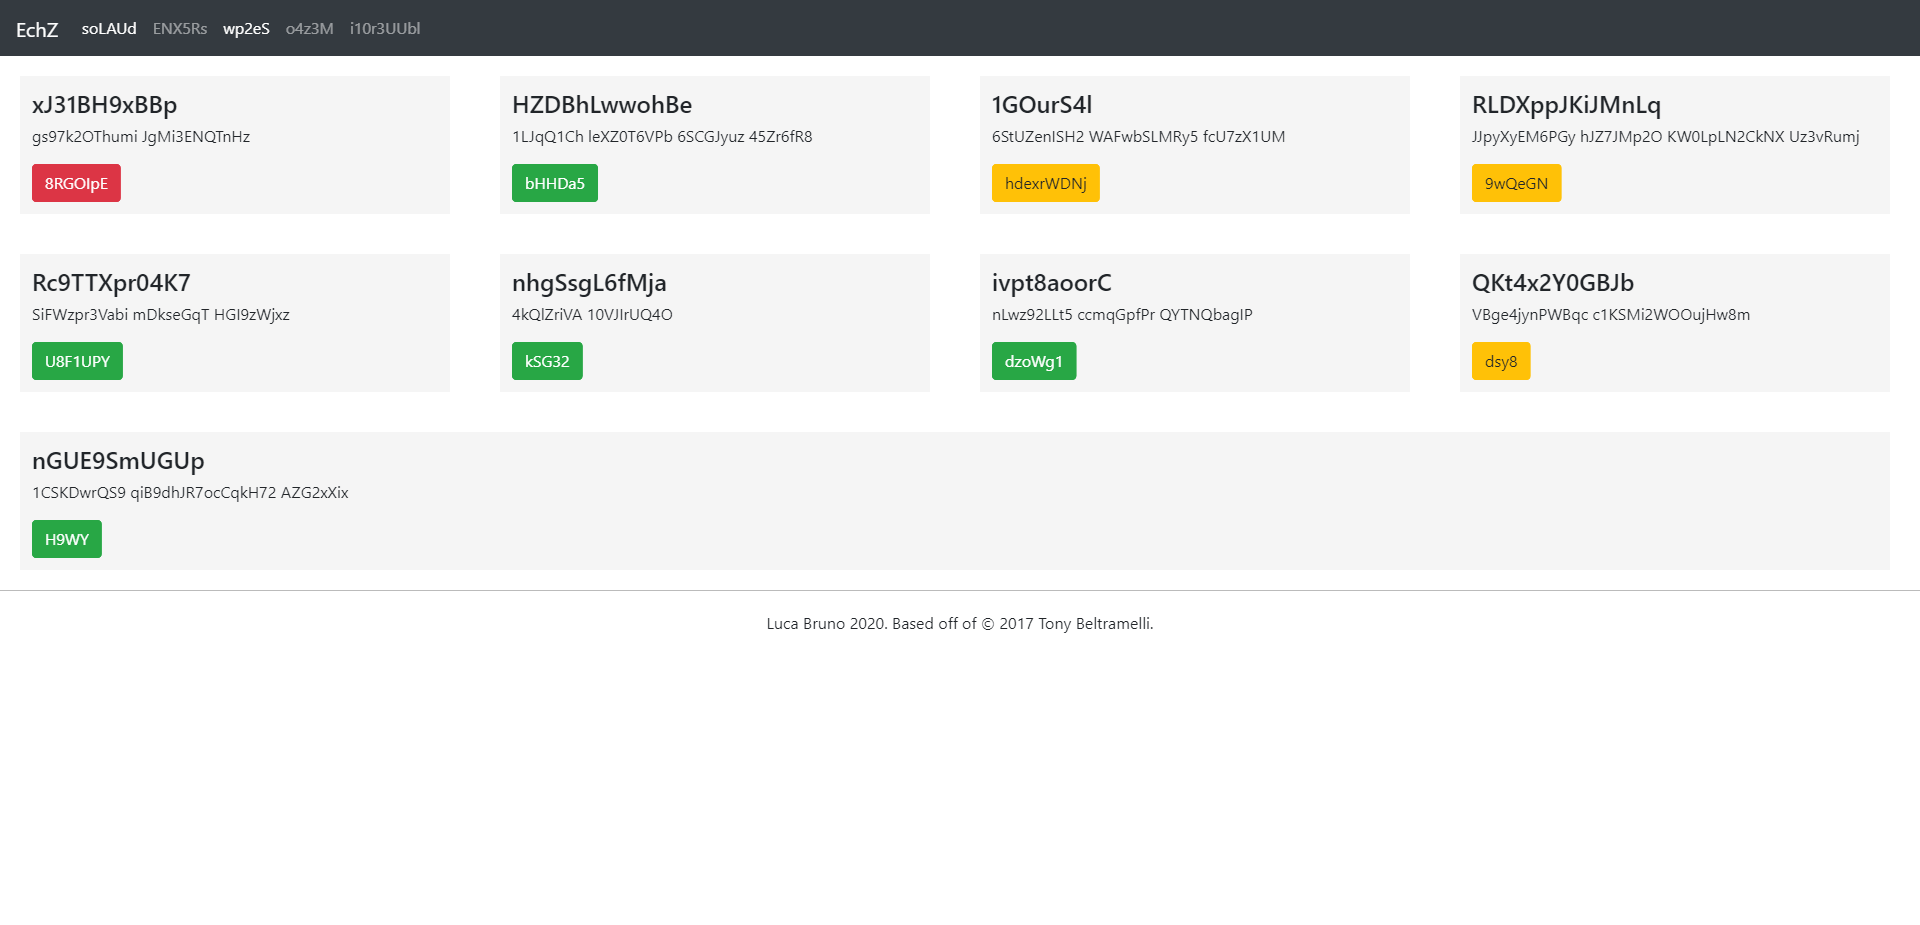 EchZ soLAUd ENX5Rs wp2eS o4z3M i10r3UUbl
xJ31BH9xBBp
gs97k2OThumi JgMi3ENQTnHz
8RGOIpE
HZDBhLwwohBe
1LJqQ1Ch leXZ0T6VPb 6SCGJyuz 45Zr6fR8
bHHDa5
1GOurS4l
6StUZenISH2 WAFwbSLMRy5 fcU7zX1UM
hdexrWDNj
RLDXppJKiJMnLq
JJpyXyEM6PGy hJZ7JMp2O KW0LpLN2CkNX Uz3vRumj
9wQeGN
Rc9TTXpr04K7
SiFWzpr3Vabi mDkseGqT HGI9zWjxz
U8F1UPY
nhgSsgL6fMja
4kQlZriVA 10VJIrUQ4O
kSG32
ivpt8aoorC
nLwz92LLt5 ccmqGpfPr QYTNQbagIP
dzoWg1
QKt4x2Y0GBJb
VBge4jynPWBqc c1KSMi2WOOujHw8m
dsy8
nGUE9SmUGUp
1CSKDwrQS9 qiB9dhJR7ocCqkH72 AZG2xXix
H9WY
Luca Bruno 2020. Based off of © 2017 Tony Beltramelli.